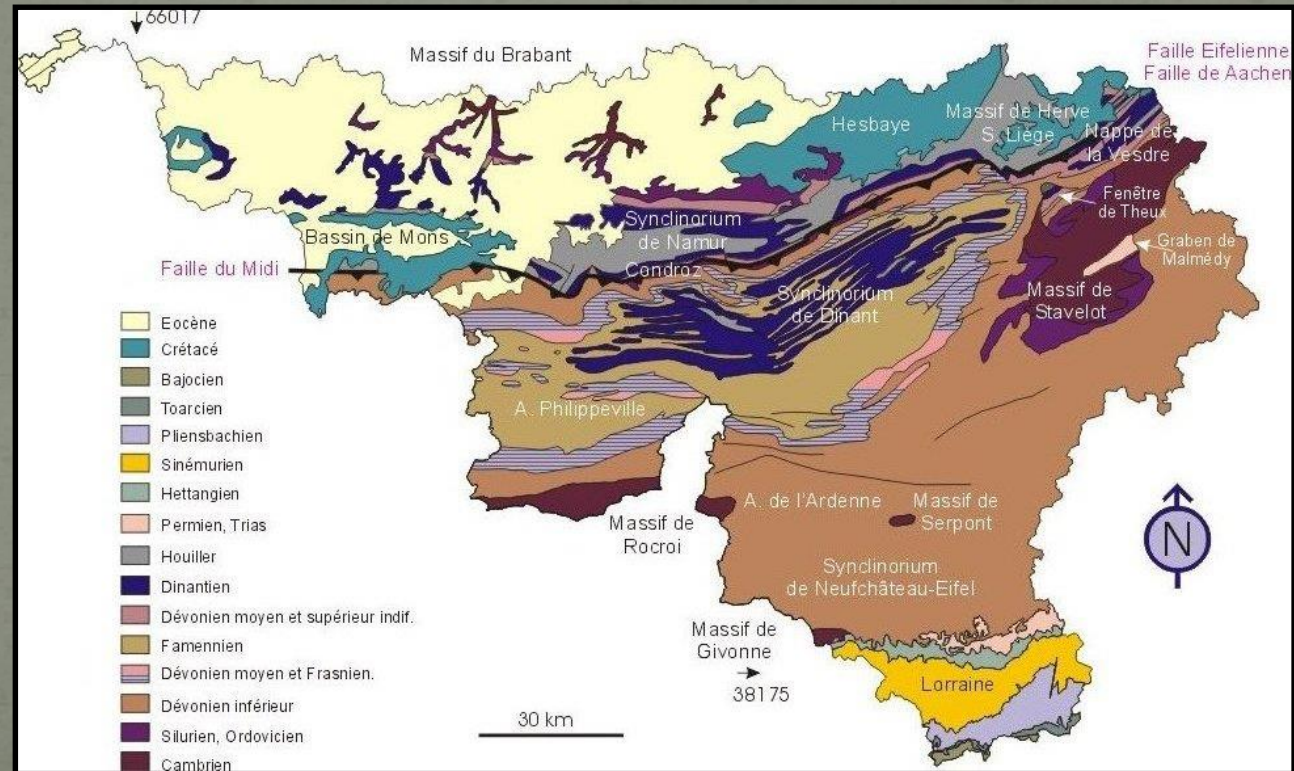 66017
Massif du Brabant
Faille Eifelienne
Faille de Aachen
Hesbaye
Massif de Herve
S. Liège
Nappe de
la Vesdre
Fenêtre
de Theux
Synclinorium
de Namur
Bassin de Mons
Graben de
Malmédy
Faille du Midi
Condroz
Synclinorium
de Dinant
Massif de
Stavelot
Eocène
Crétacé
Bajocien
Toarcien
Pliensbachien
Sinémurien
Hettangien
Permien, Trias
Houiller
Dinantien
Dévonien moyen et supérieur indif.
Famennien
Dévonien moyen et Frasnien.
Dévonien inférieur
Silurien, Ordovicien
Cambrien
A. Philippeville
A. de l'Ardenne
Massif de
Serpont
Massif de
Rocroi
N
Synclinorium
de Neufchâteau-Eifel
Massif de
Givonne
38175
Lorraine
30 km